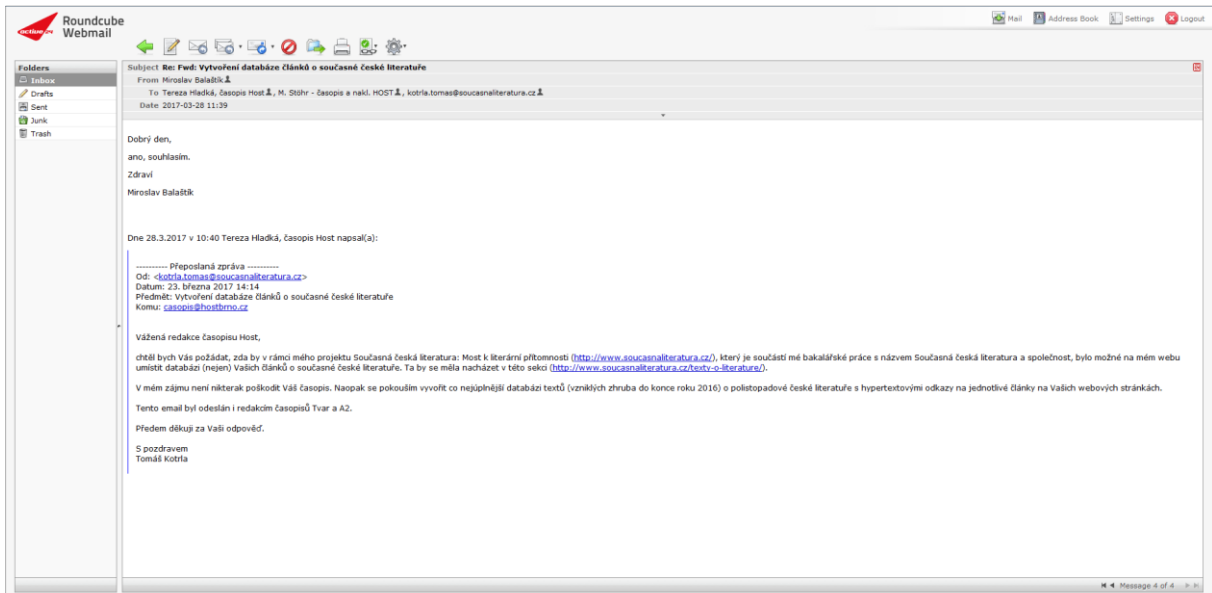 Roundcube
Webmail
active 24
Mail Address Book Settings Logout
Folders
Inbox
Drafts
Sent
Junk
Trash
Subject Re: Fwd: Vytvoření databáze článků o současné české literatuře
From Miroslav Balaštík
To Tereza Hladká, časopis Host, M. Stöhr - časopis a nakl. HOST, kotrla.tomas@soucasnaliteratura.cz
Date 2017-03-28 11:39
Dobrý den,
ano, souhlasím.
Zdraví
Miroslav Balaštík
Dne 28.3.2017 v 10:40 Tereza Hladká, časopis Host napsal(a):
---------- Přeposlaná zpráva ----------
Od: <kotrla.tomas@soucasnaliteratura.cz>
Datum: 23. března 2017 14:14
Předmět: Vytvoření databáze článků o současné české literatuře
Komu: casopis@hostbrno.cz
Vážená redakce časopisu Host,
chtěl bych Vás požádat, zda by v rámci mého projektu Současná česká literatura: Most k literární přítomnosti (http://www.soucasnaliteratura.cz/), který je součástí mé bakalářské práce s názvem Současná česká literatura a společnost, bylo možné na mém webu
umístit databázi (nejen) Vašich článků o současné české literatuře. Ta by se měla nacházet v této sekci (http://www.soucasnaliteratura.cz/texty-o-literature/).
V mém zájmu není nikterak poškodit Váš časopis. Naopak se pokouším vyvořit co nejúplnější databázi textů (vzniklých zhruba do konce roku 2016) o polistopadové české literatuře s hypertextovými odkazy na jednotlivé články na Vašich webových stránkách.
Tento email byl odeslán i redakcím časopisů Tvar a A2.
Předem děkuji za Vaši odpověď.
S pozdravem
Tomáš Kotrla
Message 4 of 4